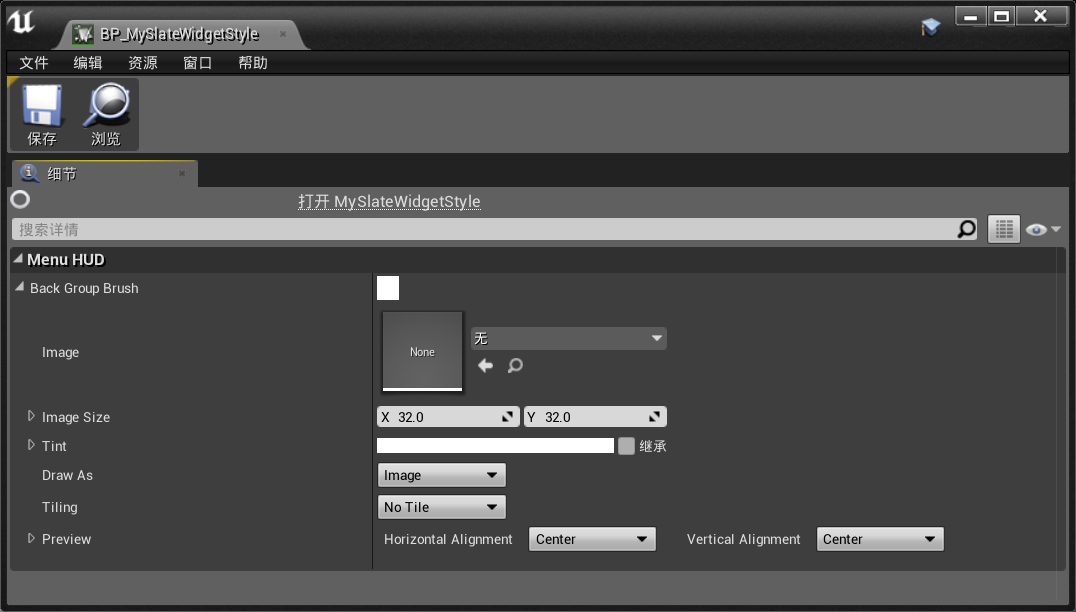 BP_MySlateWidgetStyle
文件 编辑 资源 窗口 帮助
保存 浏览
细节
打开 MySlateWidgetStyle
搜索详情
Menu HUD
Back Group Brush
Image None 无
Image Size X 32.0 Y 32.0
Tint 继承
Draw As Image
Tiling No Tile
Preview Horizontal Alignment Center Vertical Alignment Center